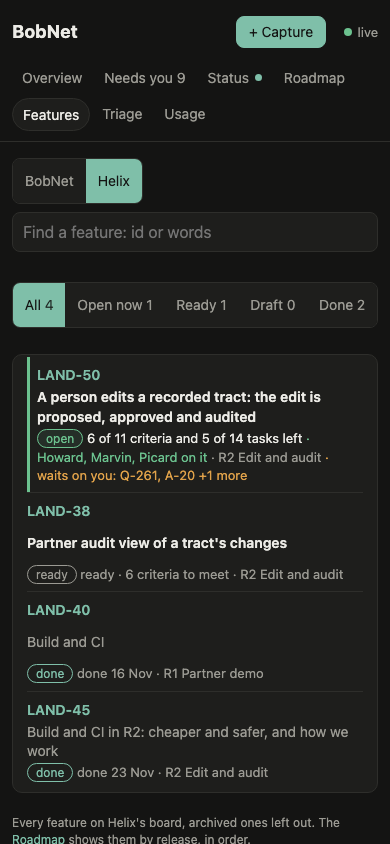 BobNet
+ Capture
live
Overview
Needs you 9
Status
Roadmap
Features
Triage
Usage
BobNet
Helix
Find a feature: id or words
All 4
Open now 1
Ready 1
Draft 0
Done 2
LAND-50
A person edits a recorded tract: the edit is
proposed, approved and audited
open 6 of 11 criteria and 5 of 14 tasks left ·
Howard, Marvin, Picard on it · R2 Edit and audit ·
waits on you: Q-261, A-20 +1 more
LAND-38
Partner audit view of a tract's changes
ready ready · 6 criteria to meet · R2 Edit and audit
LAND-40
Build and CI
done done 16 Nov · R1 Partner demo
LAND-45
Build and CI in R2: cheaper and safer, and how we
work
done done 23 Nov · R2 Edit and audit
Every feature on Helix's board, archived ones left out. The
Roadmap shows them by release, in order.